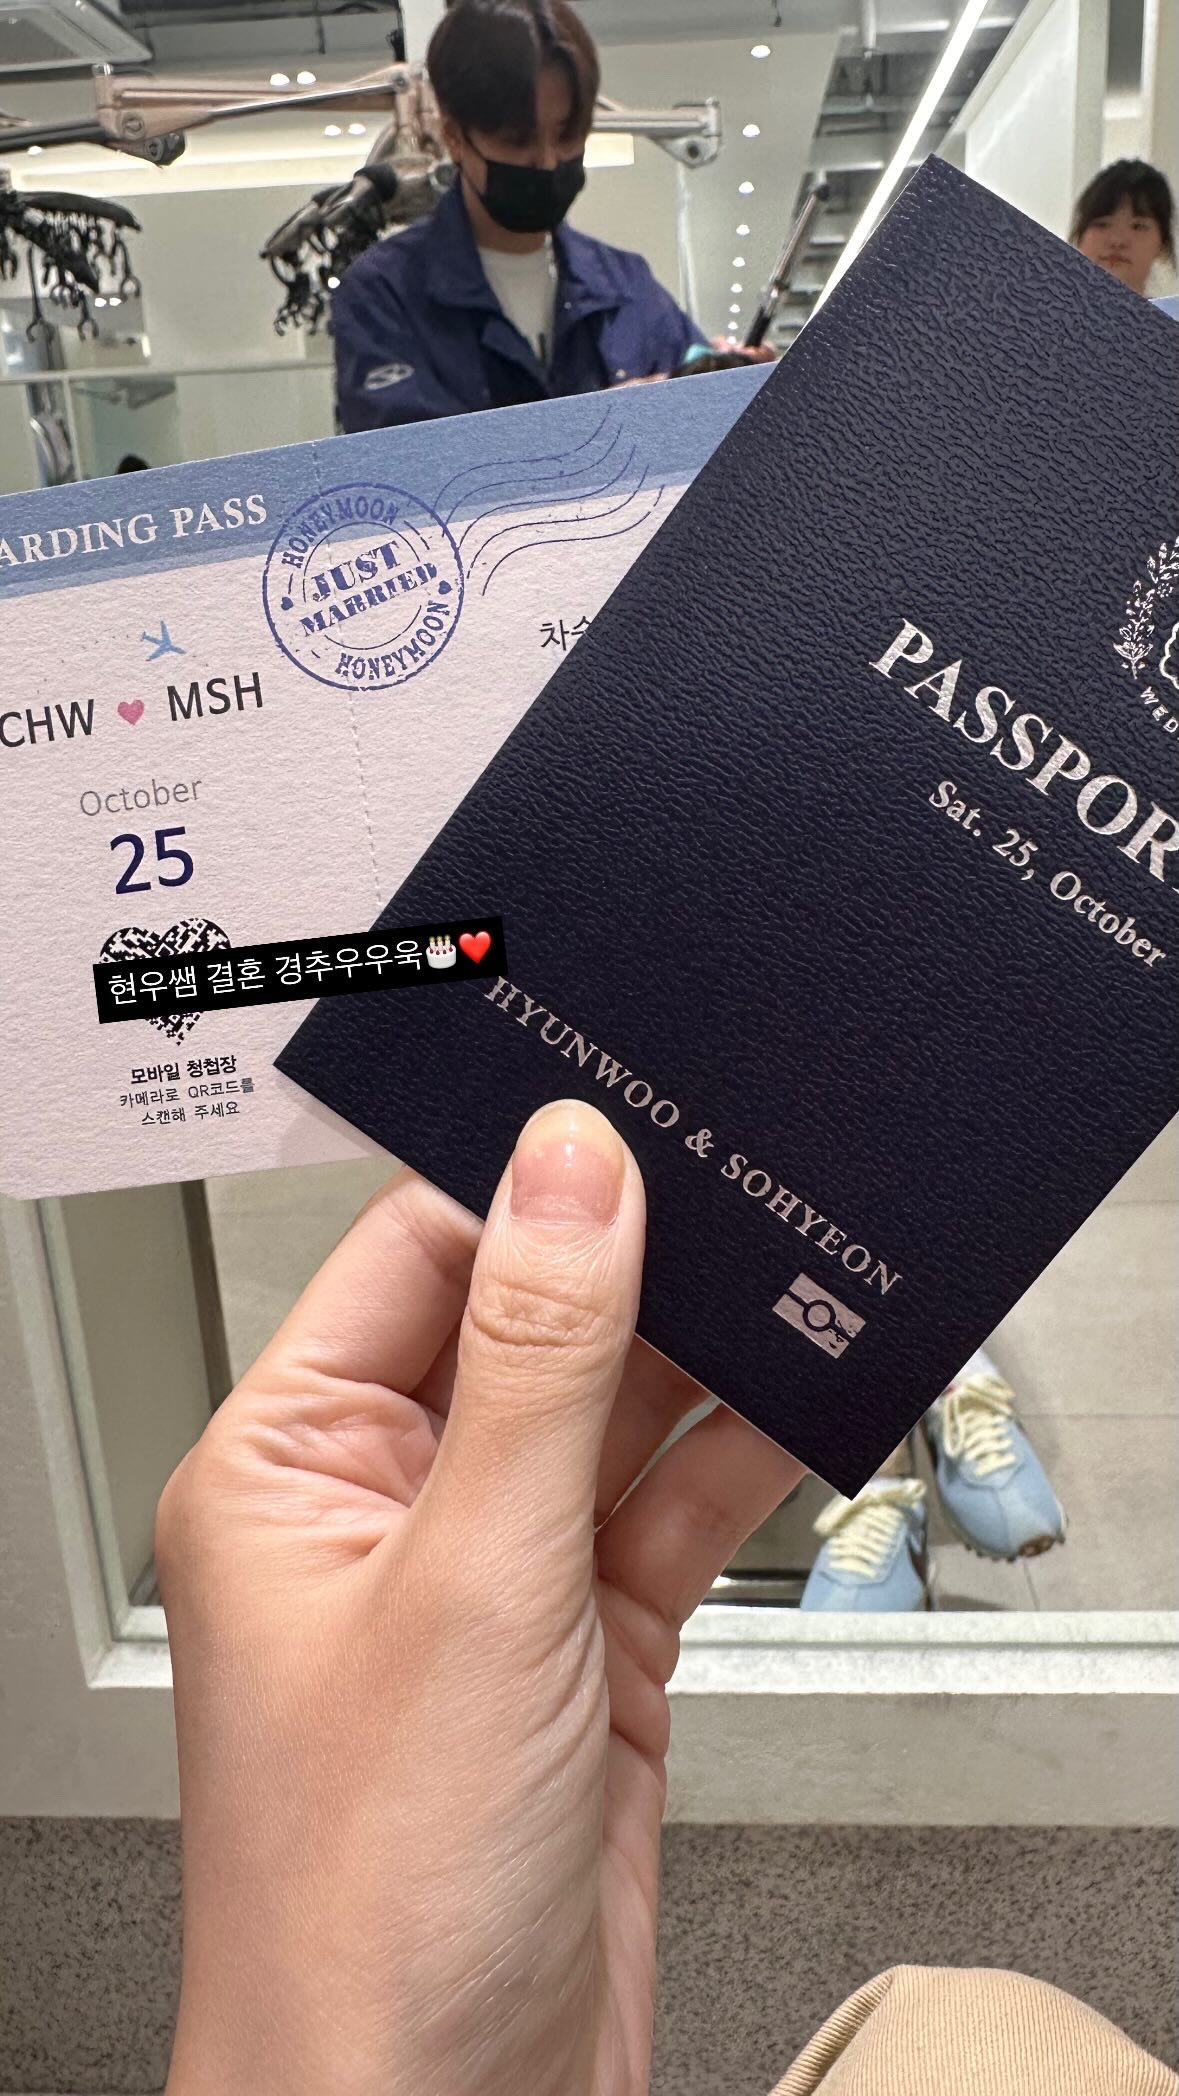 ARDING PASS
HONEYMOON
JUST
MARRIED
HONEYMOON
CHW ❤ MSH
October
25
현우쌤 결혼 경추우우욱🎂❤️
모바일 청첩장
카메라로 QR코드를
스캔해 주세요
PASSPOR
Sat. 25, October
HYUNWOO & SOHYEON